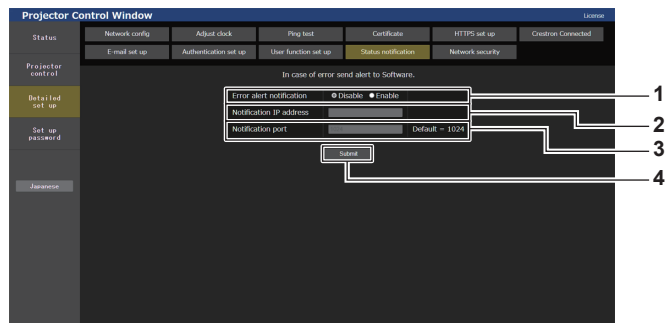 Projector Control Window
License
Status
Network config
Adjust clock
Ping test
Certificate
HTTPS set up
Crestron Connected
E-mail set up
Authentication set up
User function set up
Status notification
Network security
Projector
control
Detailed
set up
Set up
password
Japanese
In case of error send alert to Software.
Error alert notification Disable Enable
Notification IP address
Notification port Default = 1024
Submit
1
2
3
4